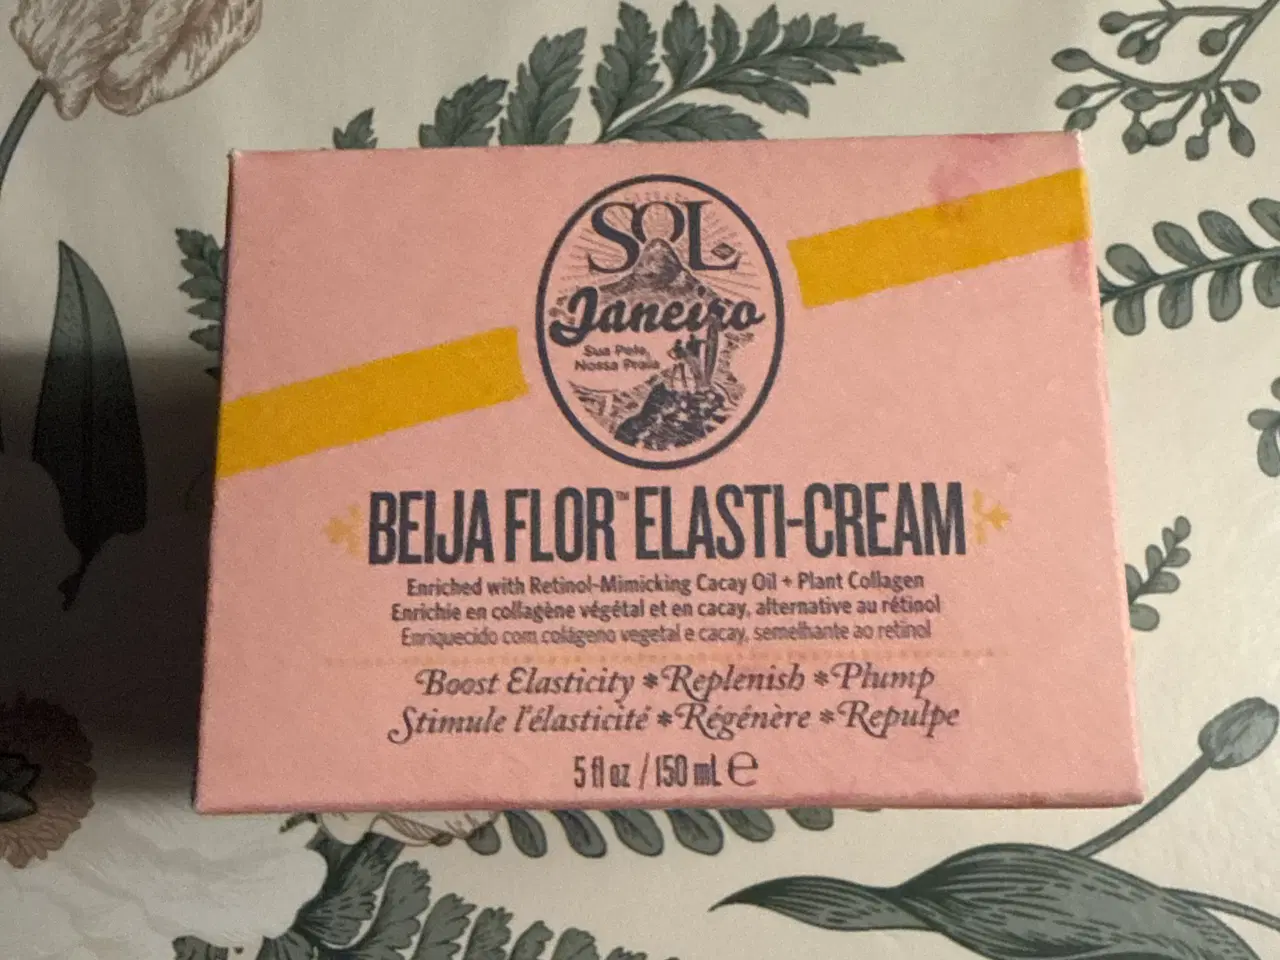 SOL
de
Janeiro
Sua Pele,
Nossa Praia
BEIJA FLOR™ ELASTI-CREAM
Enriched with Retinol-Mimicking Cacay Oil + Plant Collagen
Enrichie en collagène végétal et en cacay, alternative au rétinol
Enriquecido com colágeno vegetal e cacay, semelhante ao retinol
Boost Elasticity *Replenish *Plump
Stimule l'élasticité *Régénère *Repulpe
5 fl oz / 150 mL ℮